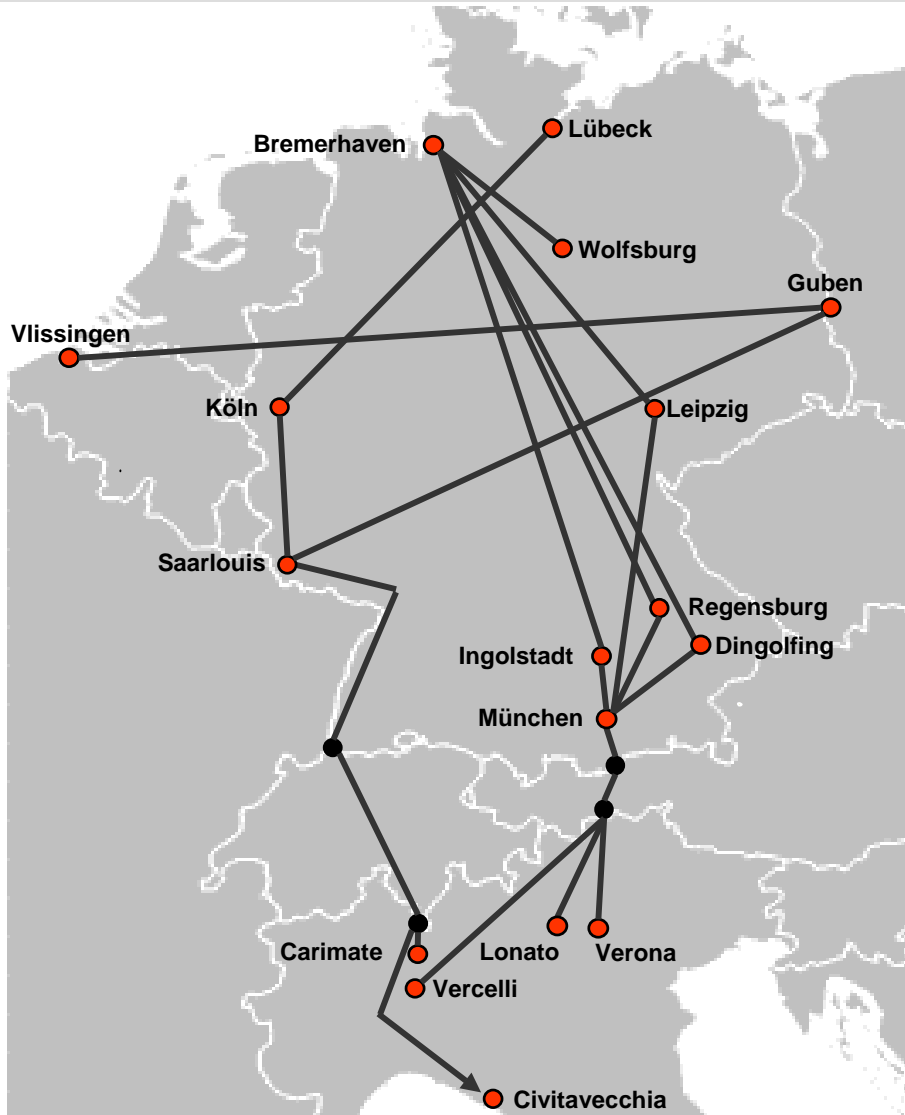 Lübeck
Bremerhaven
Wolfsburg
Guben
Vlissingen
Köln
Leipzig
Saarlouis
Regensburg
Dingolfing
Ingolstadt
München
Carimate
Lonato
Verona
Vercelli
Civitavecchia